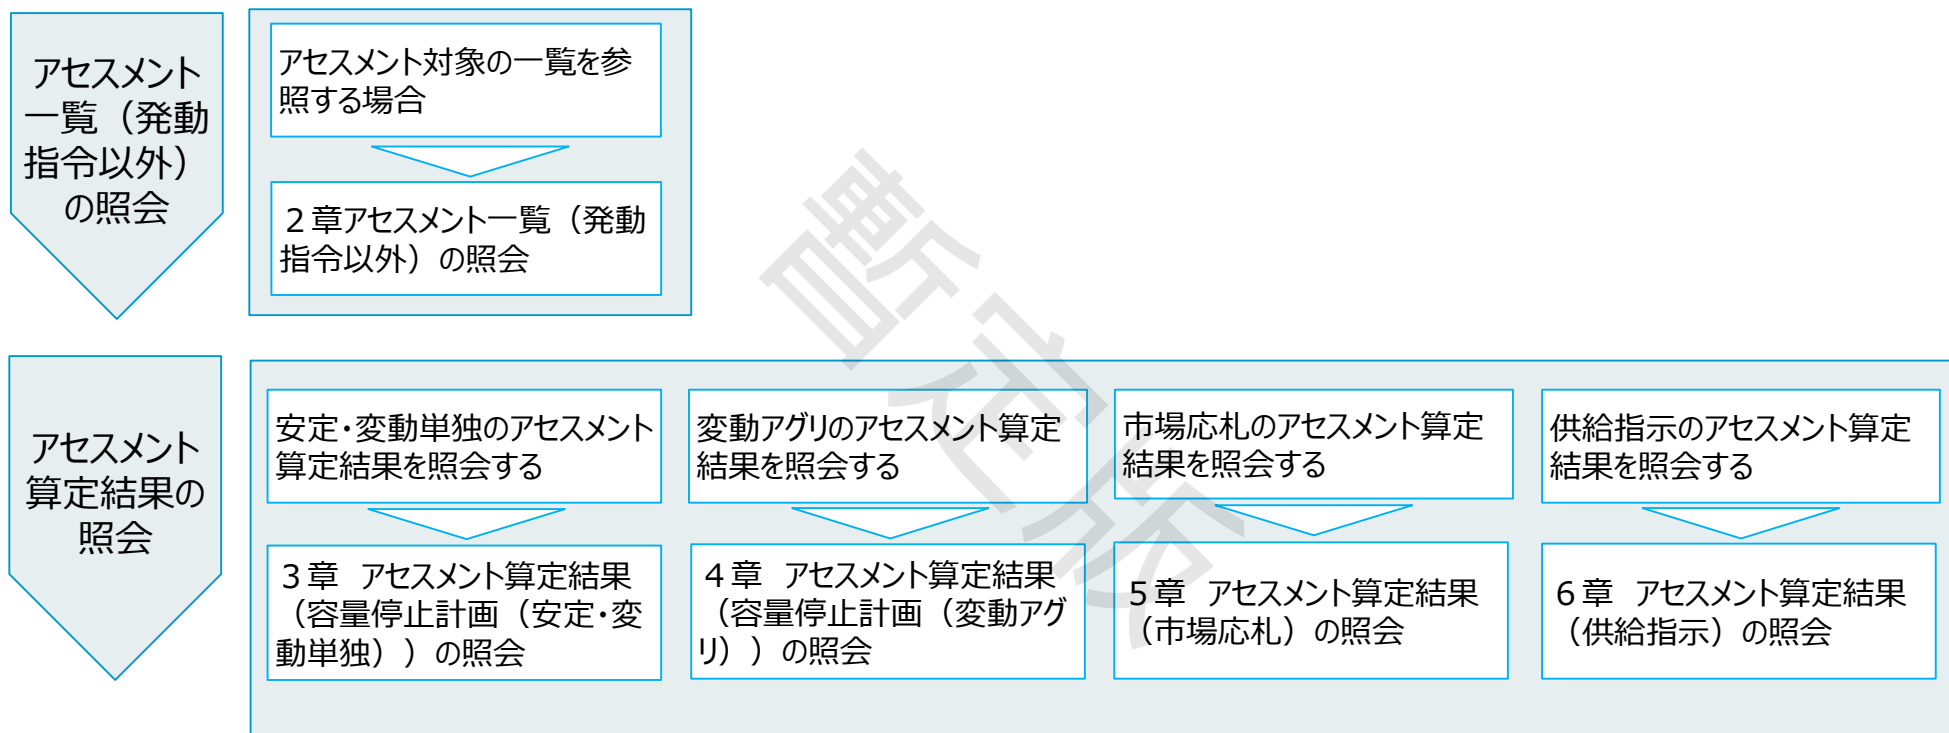 アセスメント
一覧（発動
指令以外）
の照会
アセスメント対象の一覧を参
照する場合
２章アセスメント一覧（発動
指令以外）の照会
アセスメント
算定結果の
照会
安定・変動単独のアセスメント
算定結果を照会する
３章　アセスメント算定結果
（容量停止計画（安定・変
動単独））の照会
変動アグリのアセスメント算定
結果を照会する
４章　アセスメント算定結果
（容量停止計画（変動アグ
リ））の照会
市場応札のアセスメント算定
結果を照会する
５章　アセスメント算定結果
（市場応札）の照会
供給指示のアセスメント算定
結果を照会する
６章　アセスメント算定結果
（供給指示）の照会
暫定版